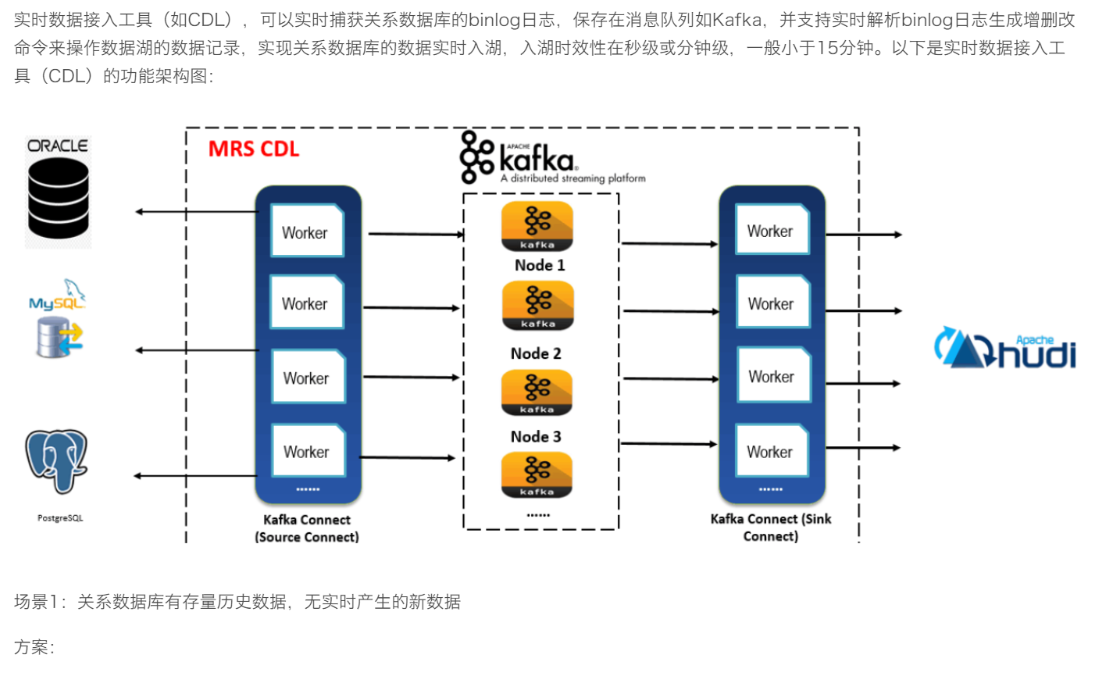 实时数据接入工具（如CDL），可以实时捕获关系数据库的binlog日志，保存在消息队列如Kafka，并支持实时解析binlog日志生成增删改
命令来操作数据湖的数据记录，实现关系数据库的数据实时入湖，入湖时效性在秒级或分钟级，一般小于15分钟。以下是实时数据接入工
具（CDL）的功能架构图：
ORACLE
MySQL
PostgreSQL
MRS CDL
Worker
Worker
Worker
Worker
......
Kafka Connect
(Source Connect)
APACHE
kafka®
A distributed streaming platform
kafka
Node 1
kafka
Node 2
kafka
Node 3
kafka
......
Worker
Worker
Worker
Worker
......
Kafka Connect (Sink
Connect)
Apache
hudi
场景1：关系数据库有存量历史数据，无实时产生的新数据
方案：